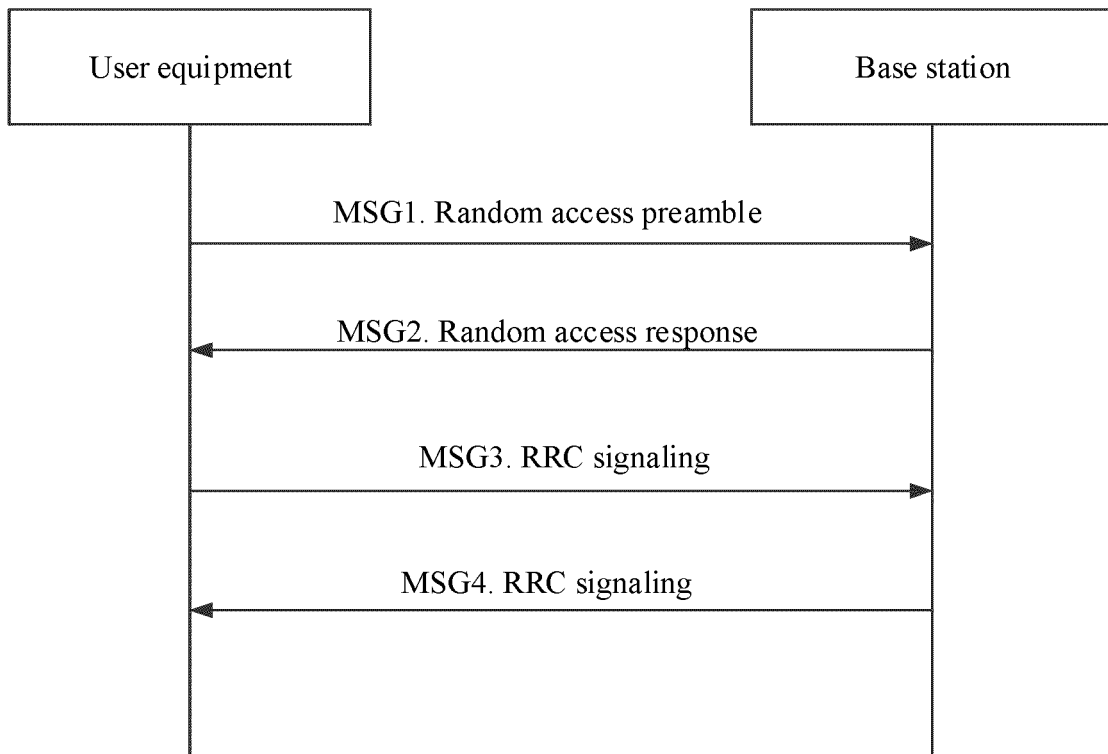 User equipment
Base station
MSG1. Random access preamble
MSG2. Random access response
MSG3. RRC signaling
MSG4. RRC signaling